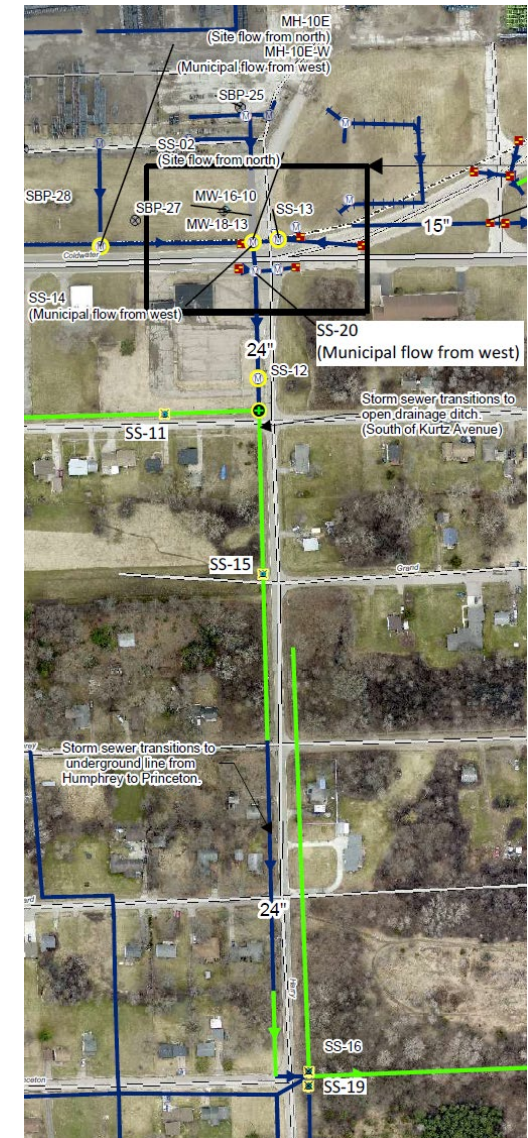 MH-10E
(Site flow from north)
MH-10E-W
(Municipal flow from west)
SBP-25
SS-02
(Site flow from north)
SBP-28
SBP-27
MW-16-10
SS-13
MW-18-13
15"
Coldwater
SS-14
(Municipal flow from west)
SS-20
(Municipal flow from west)
24"
SS-12
Storm sewer transitions to
open drainage ditch.
(South of Kurtz Avenue)
SS-11
SS-15
Grand
Storm sewer transitions to
underground line from
Humphrey to Princeton.
24"
SS-16
SS-19